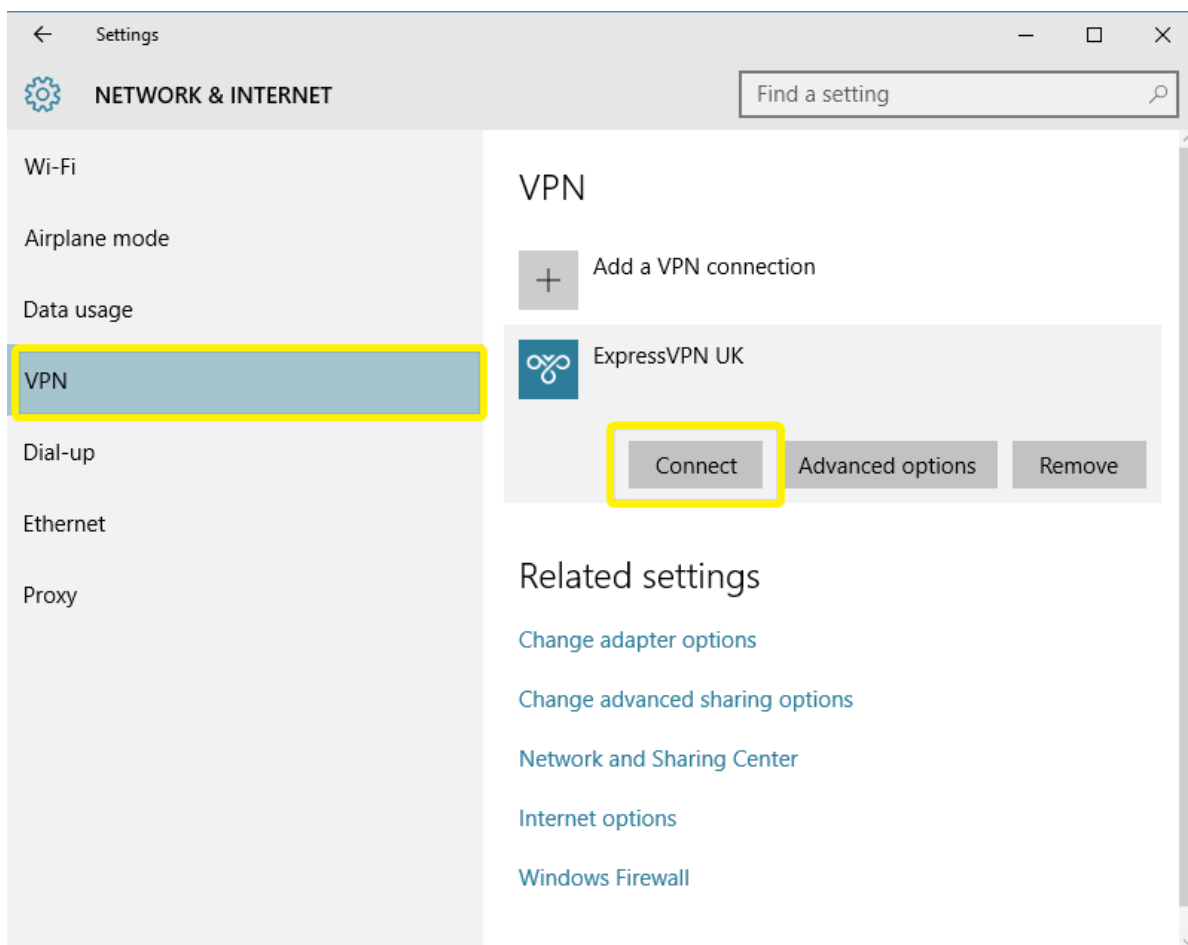 Settings
NETWORK & INTERNET
Find a setting
Wi-Fi
Airplane mode
Data usage
VPN
Dial-up
Ethernet
Proxy
VPN
Add a VPN connection
ExpressVPN UK
Connect Advanced options Remove
Related settings
Change adapter options
Change advanced sharing options
Network and Sharing Center
Internet options
Windows Firewall